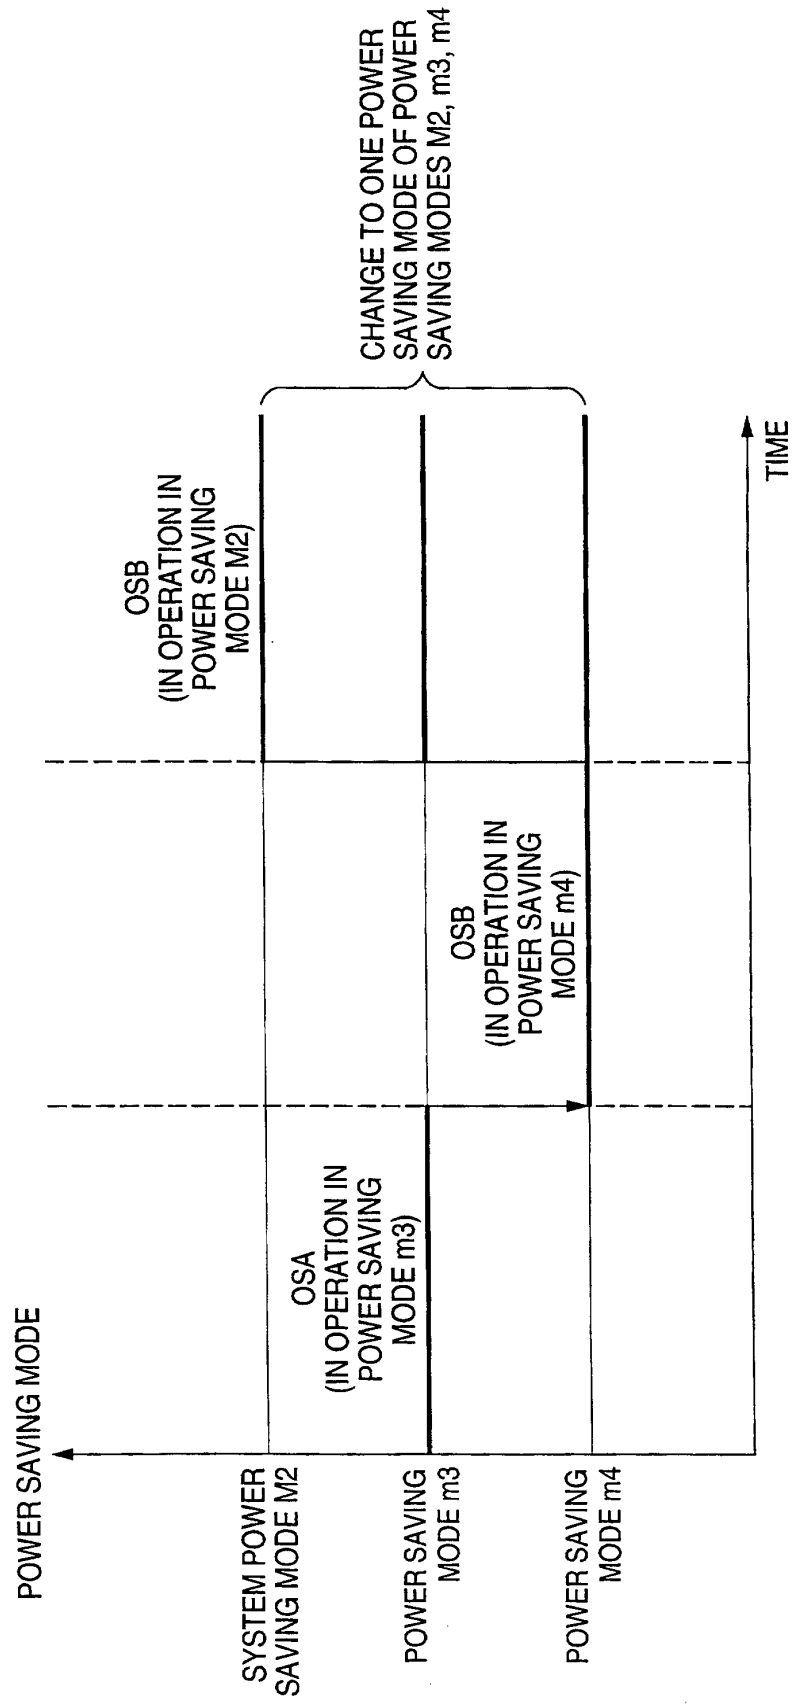 POWER SAVING MODE
SYSTEM POWER
SAVING MODE M2
POWER SAVING
MODE m3
POWER SAVING
MODE m4
OSA
(IN OPERATION IN
POWER SAVING
MODE m3)
OSB
(IN OPERATION IN
POWER SAVING
MODE m4)
OSB
(IN OPERATION IN
POWER SAVING
MODE M2)
CHANGE TO ONE POWER
SAVING MODE OF POWER
SAVING MODES M2, m3, m4
TIME